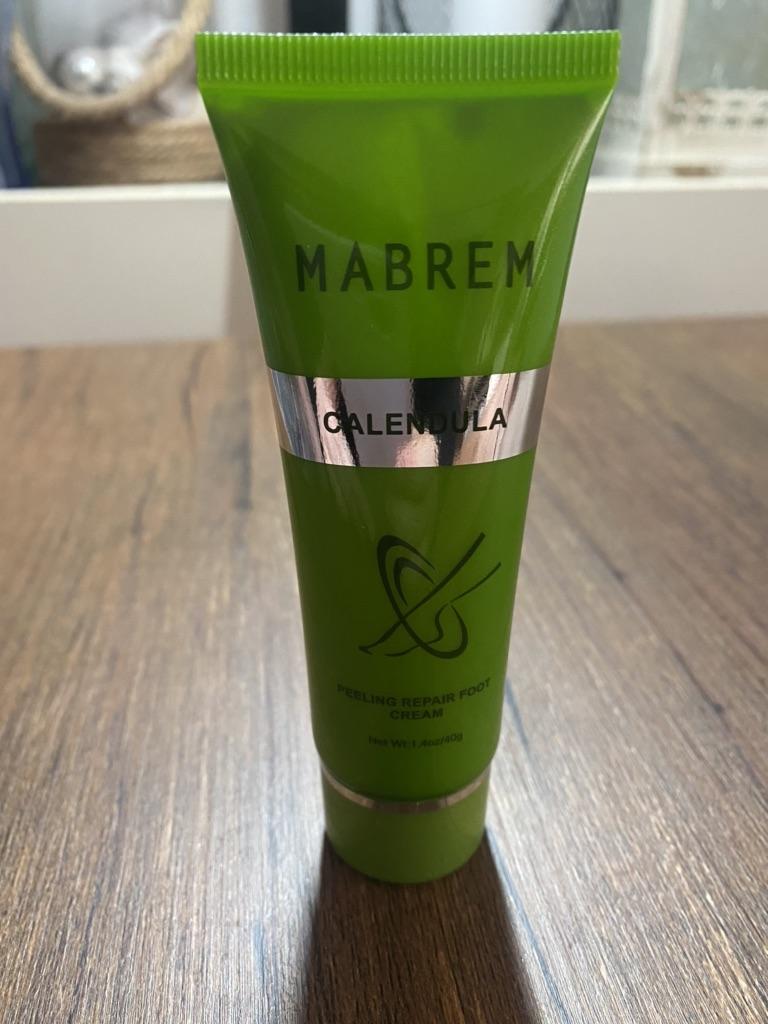 MABREM
CALENDULA
PEELING REPAIR FOOT
CREAM
Net Wt:1.4oz/40g